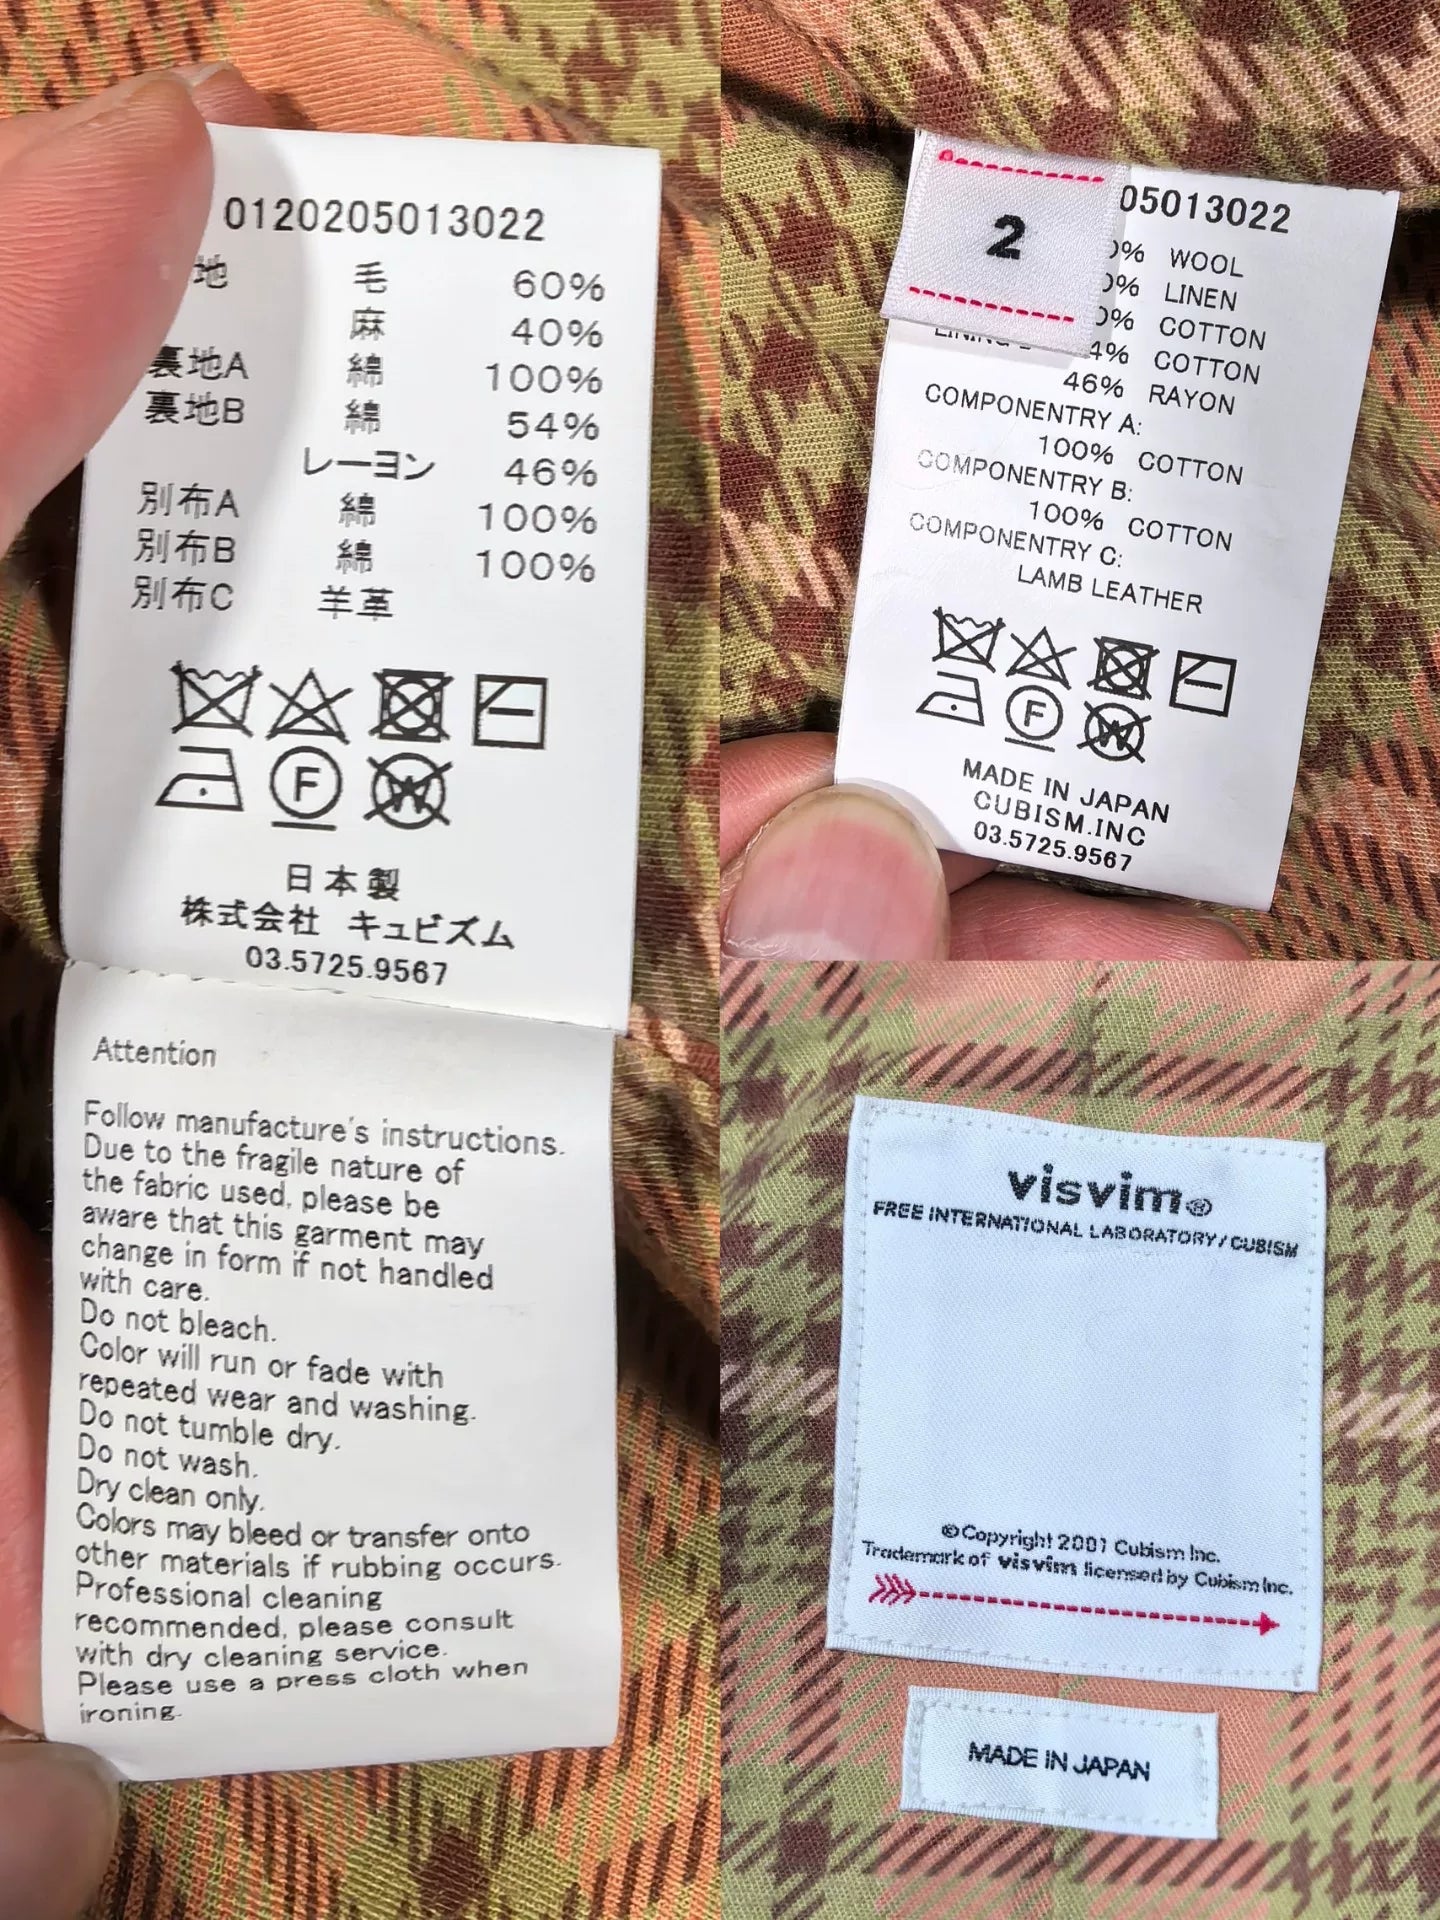 0120205013022
地 毛 60%
麻 40%
裏地A 綿 100%
裏地B 綿 54%
レーヨン 46%
別布A 綿 100%
別布B 綿 100%
別布C 羊革
F
W
日本製
株式会社 キュビズム
03.5725.9567
Attention
Follow manufacture's instructions.
Due to the fragile nature of
the fabric used, please be
aware that this garment may
change in form if not handled
with care.
Do not bleach.
Color will run or fade with
repeated wear and washing.
Do not tumble dry.
Do not wash.
Dry clean only.
Colors may bleed or transfer onto
other materials if rubbing occurs.
Professional cleaning
recommended, please consult
with dry cleaning service.
Please use a press cloth when
ironing.
2
05013022
0% WOOL
0% LINEN
0% COTTON
4% COTTON
46% RAYON
COMPONENTRY A:
100% COTTON
COMPONENTRY B:
100% COTTON
COMPONENTRY C:
LAMB LEATHER
F
W
MADE IN JAPAN
CUBISM.INC
03.5725.9567
visvim®
FREE INTERNATIONAL LABORATORY/CUBISM
©Copyright 2001 Cubism Inc.
Trademark of visvim licensed by Cubism Inc.
MADE IN JAPAN